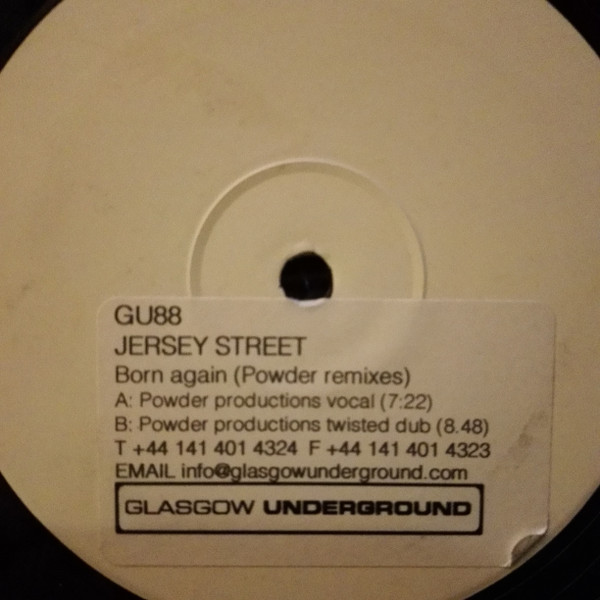 GU88
JERSEY STREET
Born again (Powder remixes)
A: Powder productions vocal (7:22)
B: Powder productions twisted dub (8.48)
T +44 141 401 4324 F +44 141 401 4323
EMAIL info@glasgowunderground.com
GLASGOW UNDERGROUND